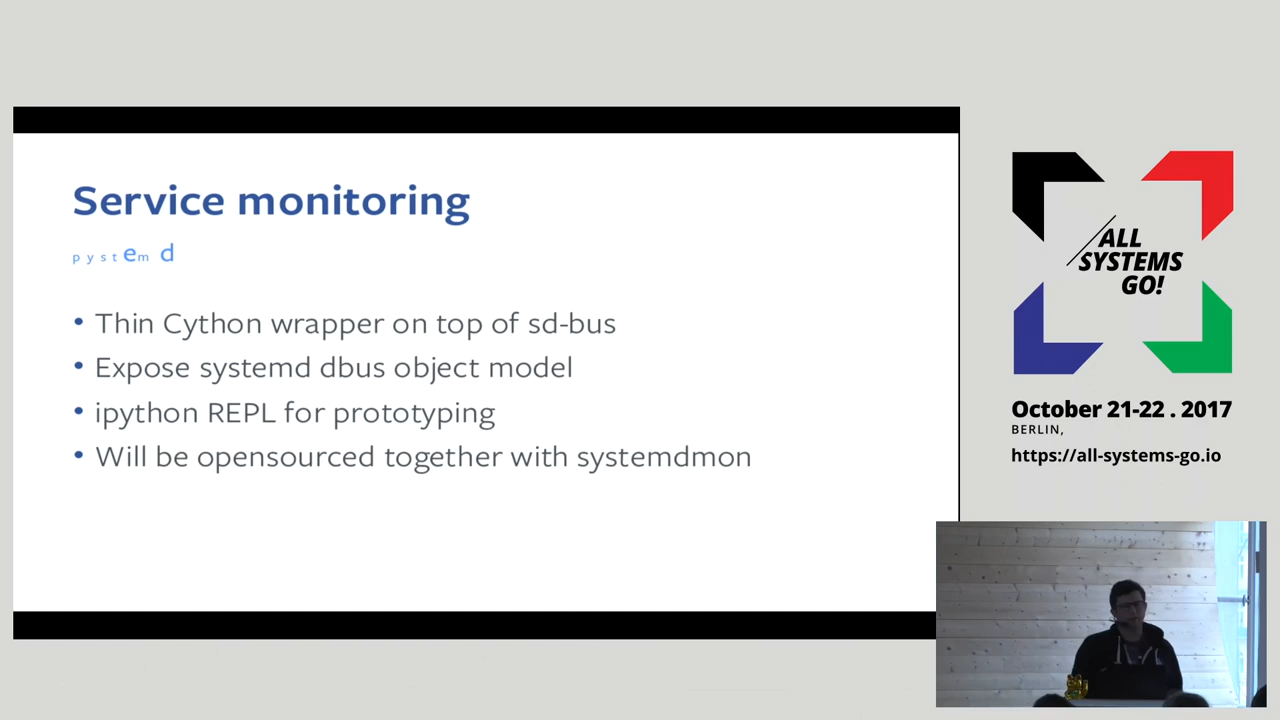 Service monitoring
pystemd
• Thin Cython wrapper on top of sd-bus
• Expose systemd dbus object model
• ipython REPL for prototyping
• Will be opensourced together with systemdmon
/ALL
SYSTEMS
GO!
October 21-22 . 2017
BERLIN,
https://all-systems-go.io